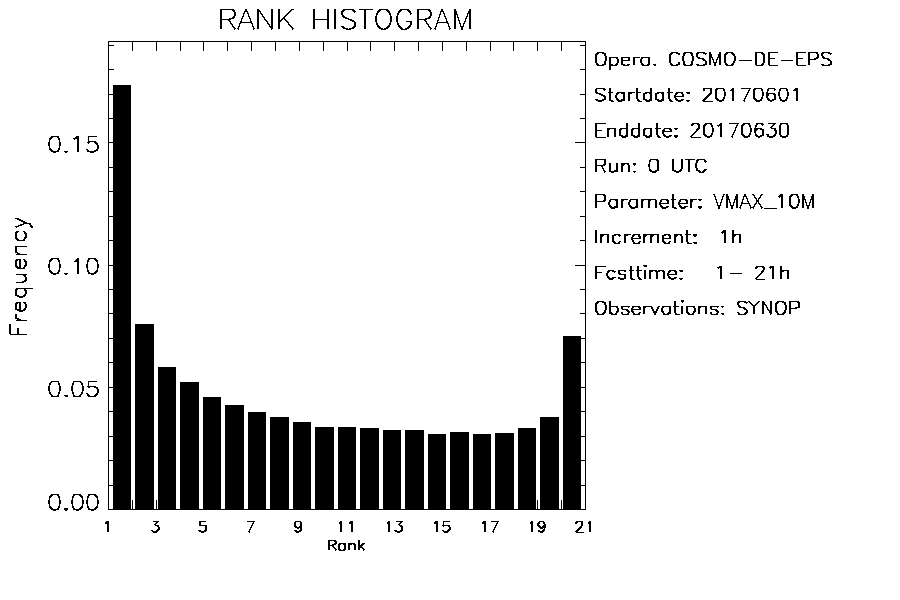 RANK HISTOGRAM
Opera. COSMO-DE-EPS
Startdate: 20170601
Enddate: 20170630
Run: 0 UTC
Parameter: VMAX_10M
Increment: 1h
Fcsttime: 1- 21h
Observations: SYNOP
Frequency
0.15
0.10
0.05
0.00
1 3 5 7 9 11 13 15 17 19 21
Rank